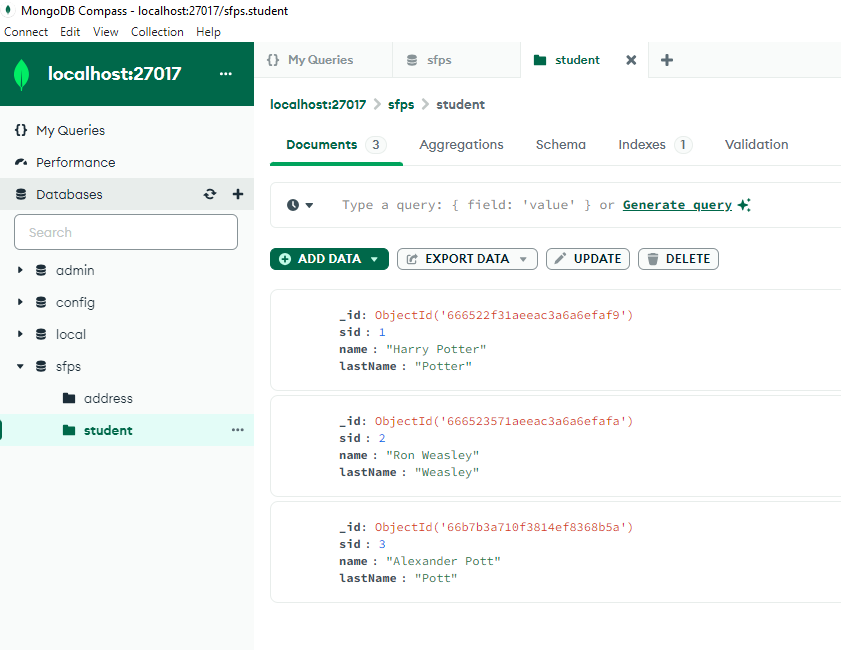 MongoDB Compass - localhost:27017/sfps.student
Connect Edit View Collection Help
localhost:27017 ...
{} My Queries
Performance
Databases
Search
admin
config
local
sfps
address
student ...
{} My Queries sfps student
localhost:27017 > sfps > student
Documents 3 Aggregations Schema Indexes 1 Validation
Type a query: { field: 'value' } or Generate query
ADD DATA EXPORT DATA UPDATE DELETE
_id: ObjectId('666522f31aeeac3a6a6efaf9')
sid : 1
name : "Harry Potter"
lastName : "Potter"
_id: ObjectId('666523571aeeac3a6a6efafa')
sid : 2
name : "Ron Weasley"
lastName : "Weasley"
_id: ObjectId('66b7b3a710f3814ef8368b5a')
sid : 3
name : "Alexander Pott"
lastName : "Pott"